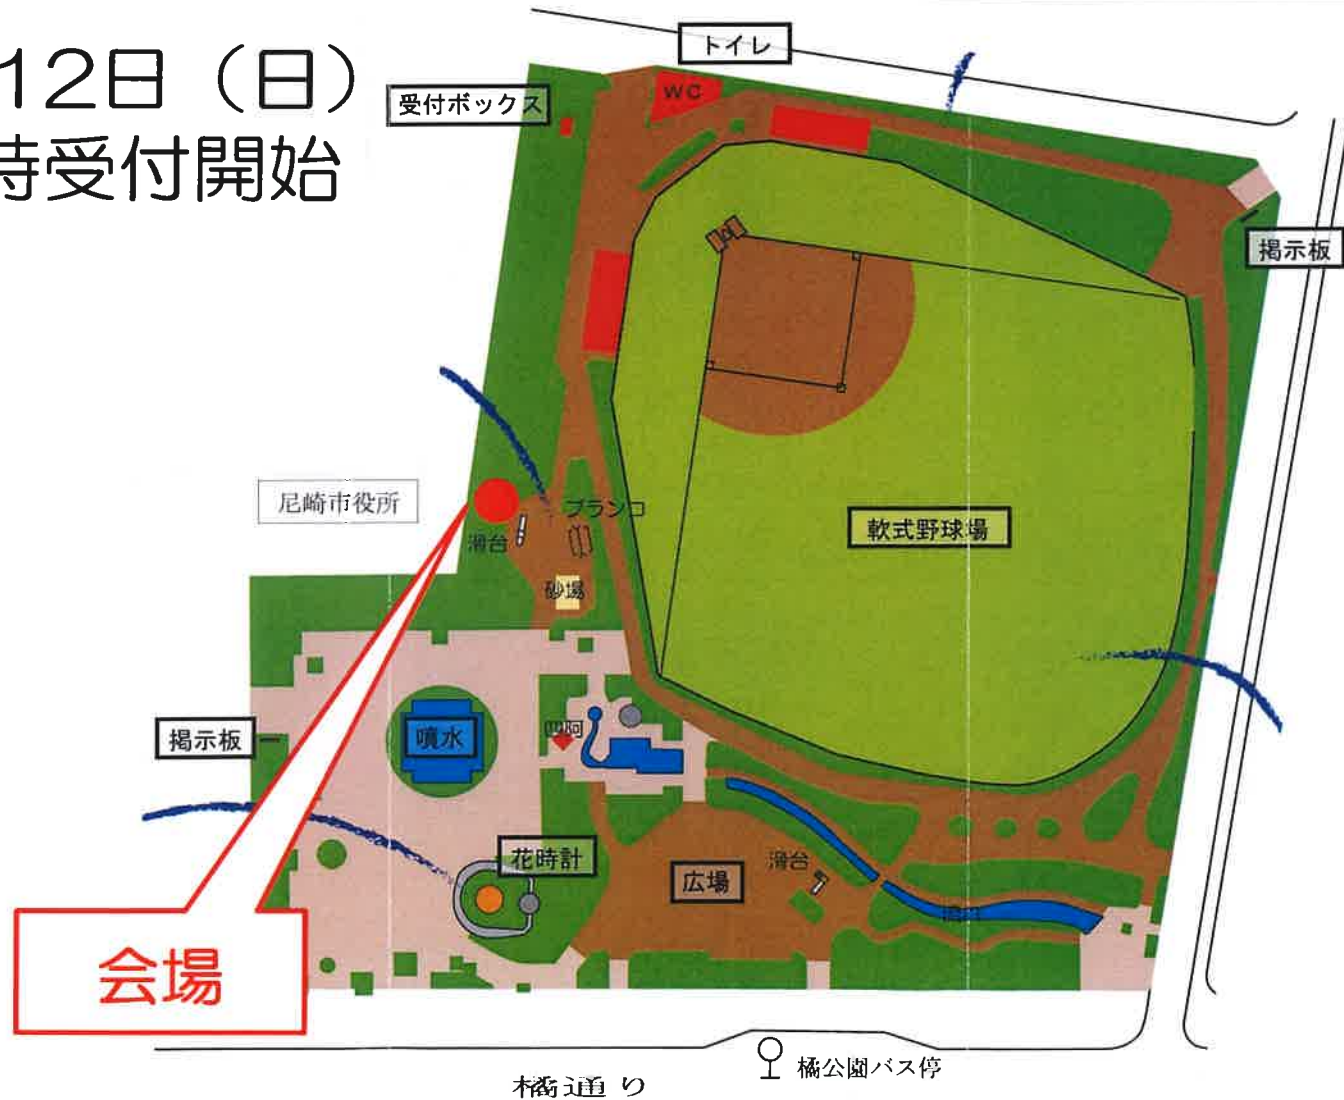 12日（日）
時受付開始
トイレ
受付ボックス
WC
掲示板
尼崎市役所
ブランコ
滑台
砂場
軟式野球場
掲示板
噴水
四阿
花時計
広場
滑台
会場
橘通り
橘公園バス停